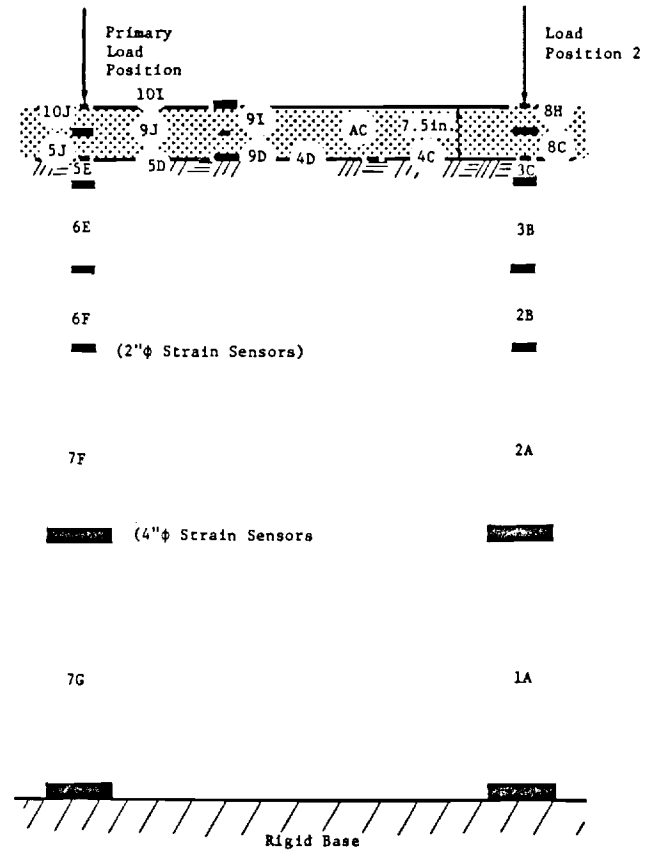 Primary
Load
Position
Load
Position 2
10I
10J
9J
9I
AC
7.5in.
8H
5J
8C
5E
5D
9D
4D
4C
3C
6E
3B
6F
2B
(2"ϕ Strain Sensors)
7F
2A
(4"ϕ Strain Sensors
7G
1A
Rigid Base